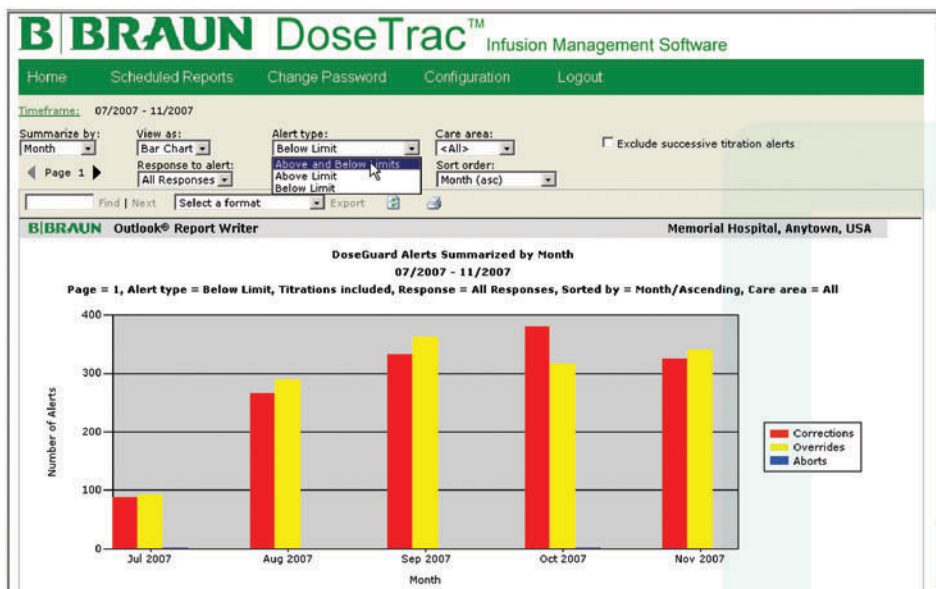 B|BRAUN DoseTrac™ Infusion Management Software
Home Scheduled Reports Change Password Configuration Logout
Timeframe: 07/2007 - 11/2007
Summarize by: View as: Alert type: Care area:
Month Bar Chart Below Limit <All> Exclude successive titration alerts
Page 1 Response to alert: Above and Below Limits Sort order:
All Responses Above Limit Month (asc)
Below Limit
Find | Next Select a format Export
B|BRAUN Outlook® Report Writer Memorial Hospital, Anytown, USA
DoseGuard Alerts Summarized by Month
07/2007 - 11/2007
Page = 1, Alert type = Below Limit, Titrations included, Response = All Responses, Sorted by = Month/Ascending, Care area = All
Number of Alerts
400
300
200
100
0
Jul 2007 Aug 2007 Sep 2007 Oct 2007 Nov 2007
Month
Corrections
Overrides
Aborts